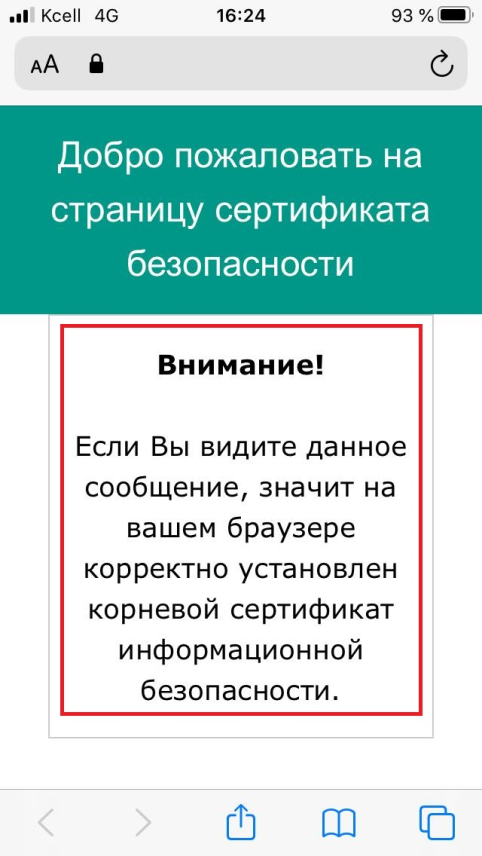 Kcell 4G 16:24 93 %
AA
Добро пожаловать на
страницу сертификата
безопасности
Внимание!
Если Вы видите данное
сообщение, значит на
вашем браузере
корректно установлен
корневой сертификат
информационной
безопасности.